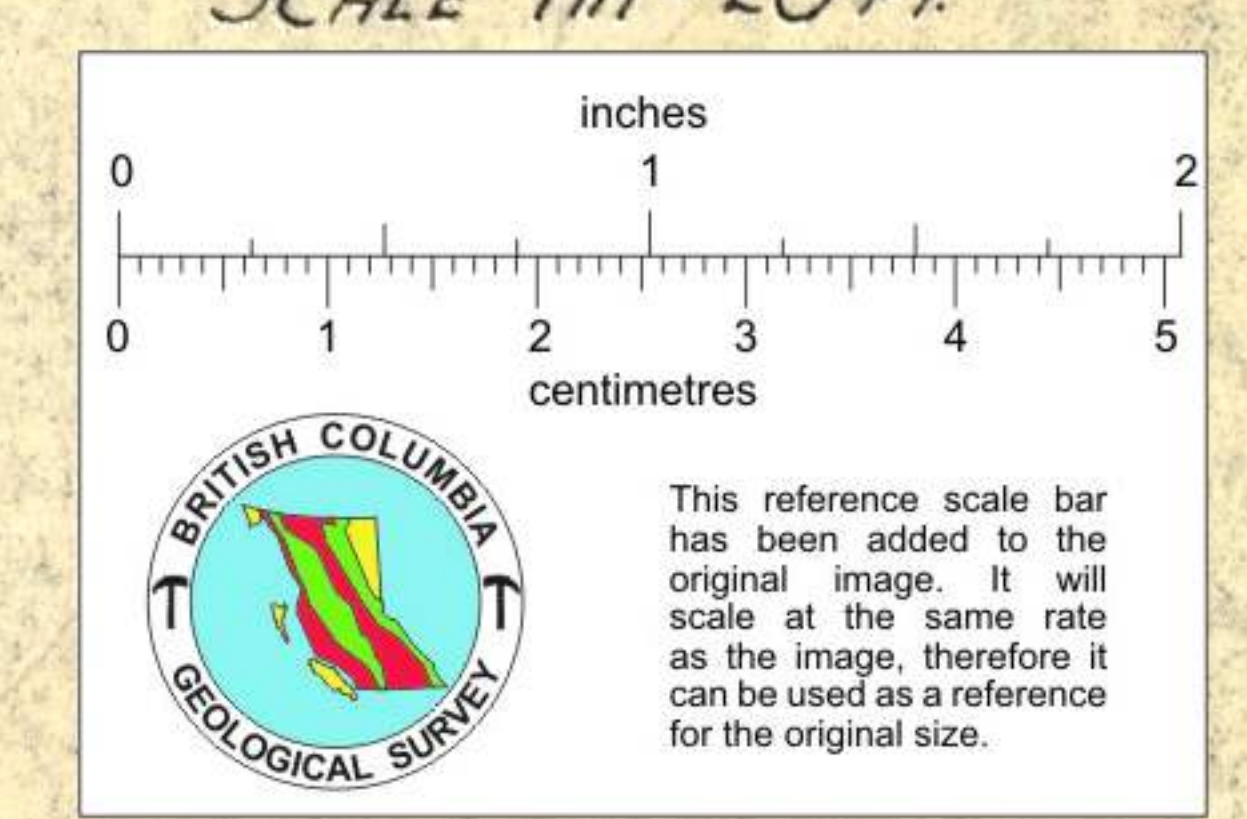 SCALE
inches
0 1 2
0 1 2 3 4 5
centimetres
BRITISH COLUMBIA
GEOLOGICAL SURVEY
This reference scale bar
has been added to the
original image. It will
scale at the same rate
as the image, therefore it
can be used as a reference
for the original size.